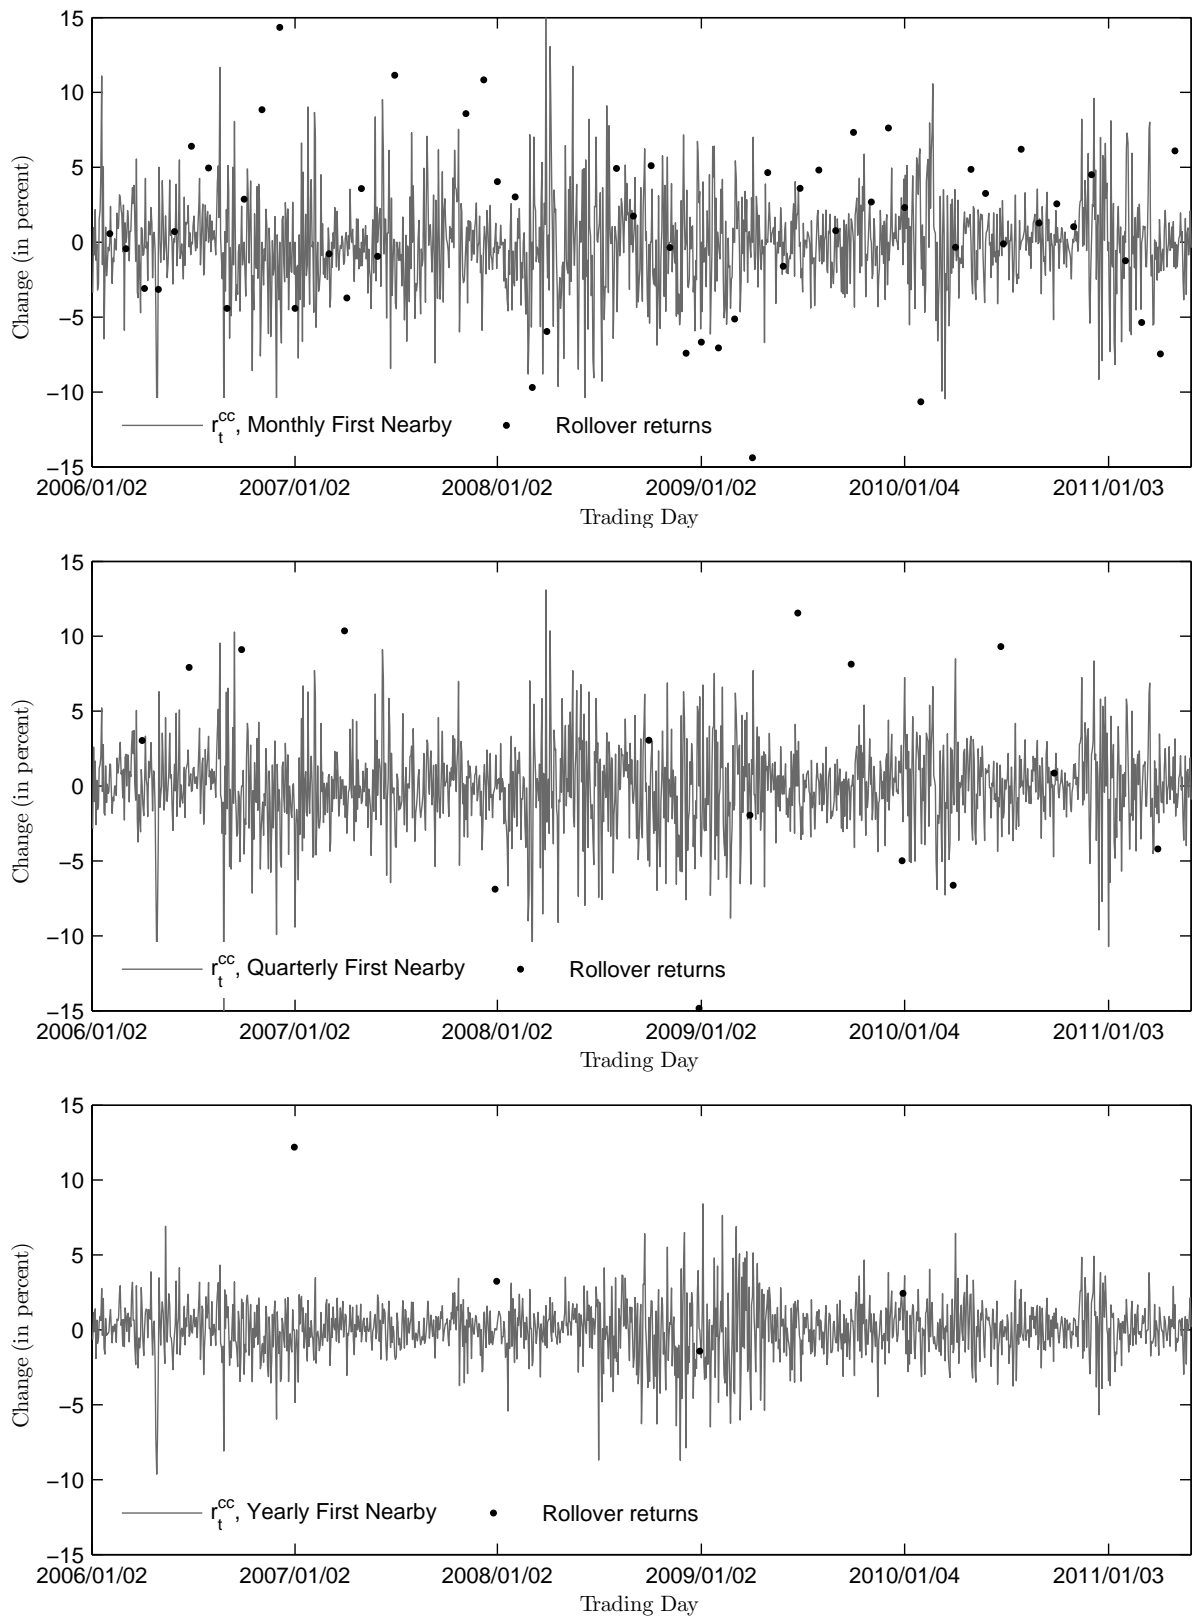 15
10
5
0
−5
−10
−15
Change (in percent)
r_t^cc, Monthly First Nearby
Rollover returns
2006/01/02 2007/01/02 2008/01/02 2009/01/02 2010/01/04 2011/01/03
Trading Day
15
10
5
0
−5
−10
−15
Change (in percent)
r_t^cc, Quarterly First Nearby
Rollover returns
2006/01/02 2007/01/02 2008/01/02 2009/01/02 2010/01/04 2011/01/03
Trading Day
15
10
5
0
−5
−10
−15
Change (in percent)
r_t^cc, Yearly First Nearby
Rollover returns
2006/01/02 2007/01/02 2008/01/02 2009/01/02 2010/01/04 2011/01/03
Trading Day